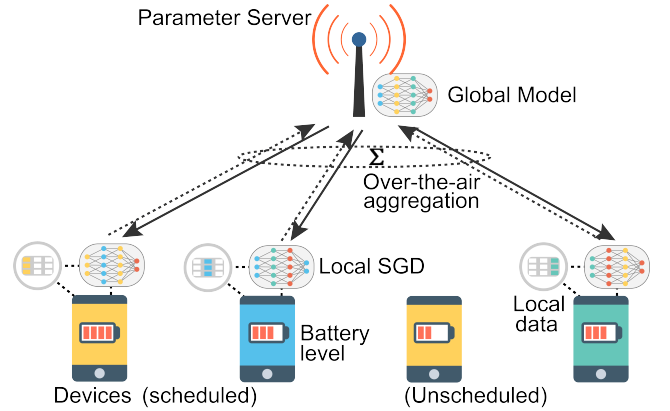 Parameter Server
Global Model
Σ
Over-the-air
aggregation
Local SGD
Local
data
Battery
level
Devices (scheduled)
(Unscheduled)